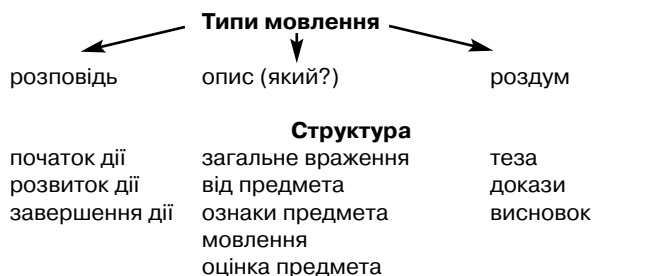 Типи мовлення
розповідь опис (який?) роздум
Структура
початок дії загальне враження теза
розвиток дії від предмета докази
завершення дії ознаки предмета висновок
мовлення
оцінка предмета